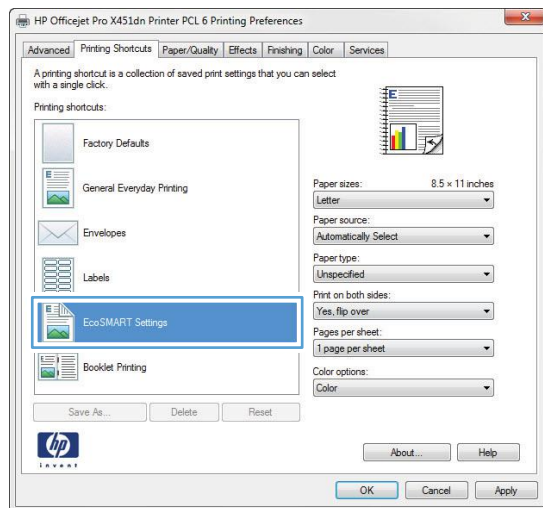 HP Officejet Pro X451dn Printer PCL 6 Printing Preferences
Advanced Printing Shortcuts Paper/Quality Effects Finishing Color Services
A printing shortcut is a collection of saved print settings that you can select
with a single click.
Printing shortcuts:
Factory Defaults
General Everyday Printing
Envelopes
Labels
EcoSMART Settings
Booklet Printing
Save As... Delete Reset
E
Paper sizes: 8.5 × 11 inches
Letter
Paper source:
Automatically Select
Paper type:
Unspecified
Print on both sides:
Yes, flip over
Pages per sheet:
1 page per sheet
Color options:
Color
hp
invent
About... Help
OK Cancel Apply